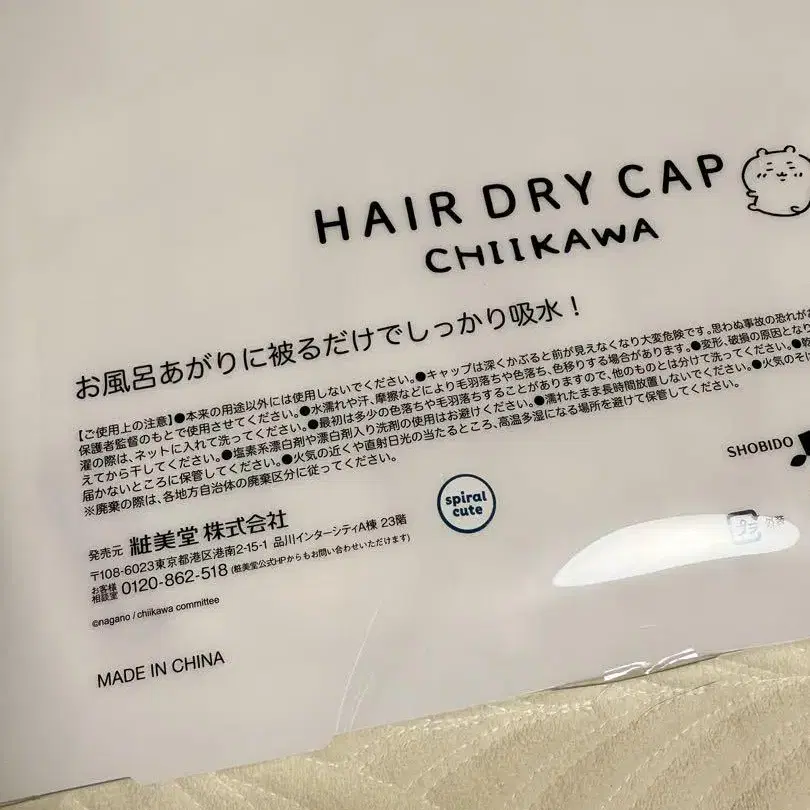 HAIR DRY CAP
CHIIKAWA
お風呂あがりに被るだけでしっかり吸水！
【ご使用上の注意】●本来の用途以外には使用しないでください。●キャップは深くかぶると前が見えなくなり大変危険です。思わぬ事故の恐れがあ
保護者監督のもとで使用させてください。●水濡れや汗、摩擦などにより毛羽落ちや色落ち、色移りする場合があります。●変形、破損の原因となり
濯の際は、ネットに入れて洗ってください。●最初は多少の色落ちや毛羽落ちすることがありますので、他のものとは分けて洗ってください。●乾
えてから干してください。●塩素系漂白剤や漂白剤入り洗剤の使用はお避けください。●濡れたまま長時間放置しないでください。●火気のそば
届かないところに保管してください。●火気の近くや直射日光の当たるところ、高温多湿になる場所を避けて保管してください。
※廃棄の際は、各地方自治体の廃棄区分に従ってください。
SHOBIDO
spiral
cute
発売元 粧美堂 株式会社
〒108-6023東京都港区港南2-15-1 品川インターシティA棟 23階
お客様
相談室 0120-862-518 (粧美堂公式HPからもお問い合わせいただけます)
©nagano / chiikawa committee
プラ
外装
MADE IN CHINA